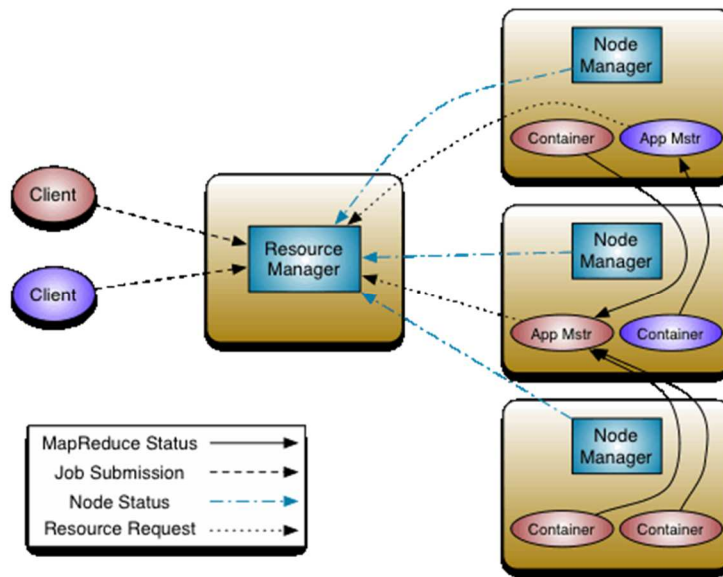 Node
Manager
Container
App Mstr
Client
Resource
Manager
Client
Node
Manager
App Mstr
Container
Node
Manager
Container
Container
MapReduce Status
Job Submission
Node Status
Resource Request